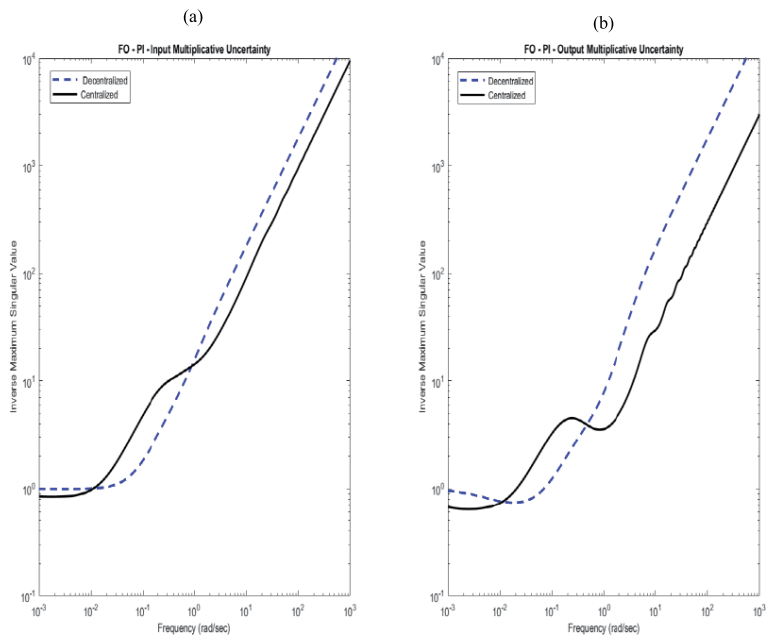 (a)
FO - PI - Input Multiplicative Uncertainty
Decentralized
Centralized
Inverse Maximum Singular Value
10^4
10^3
10^2
10^1
10^0
10^-1
10^-3
10^-2
10^-1
10^0
10^1
10^2
10^3
Frequency (rad/sec)
(b)
FO - PI - Output Multiplicative Uncertainty
Decentralized
Centralized
Inverse Maximum Singular Value
10^4
10^3
10^2
10^1
10^0
10^-1
10^-3
10^-2
10^-1
10^0
10^1
10^2
10^3
Frequency (rad/sec)